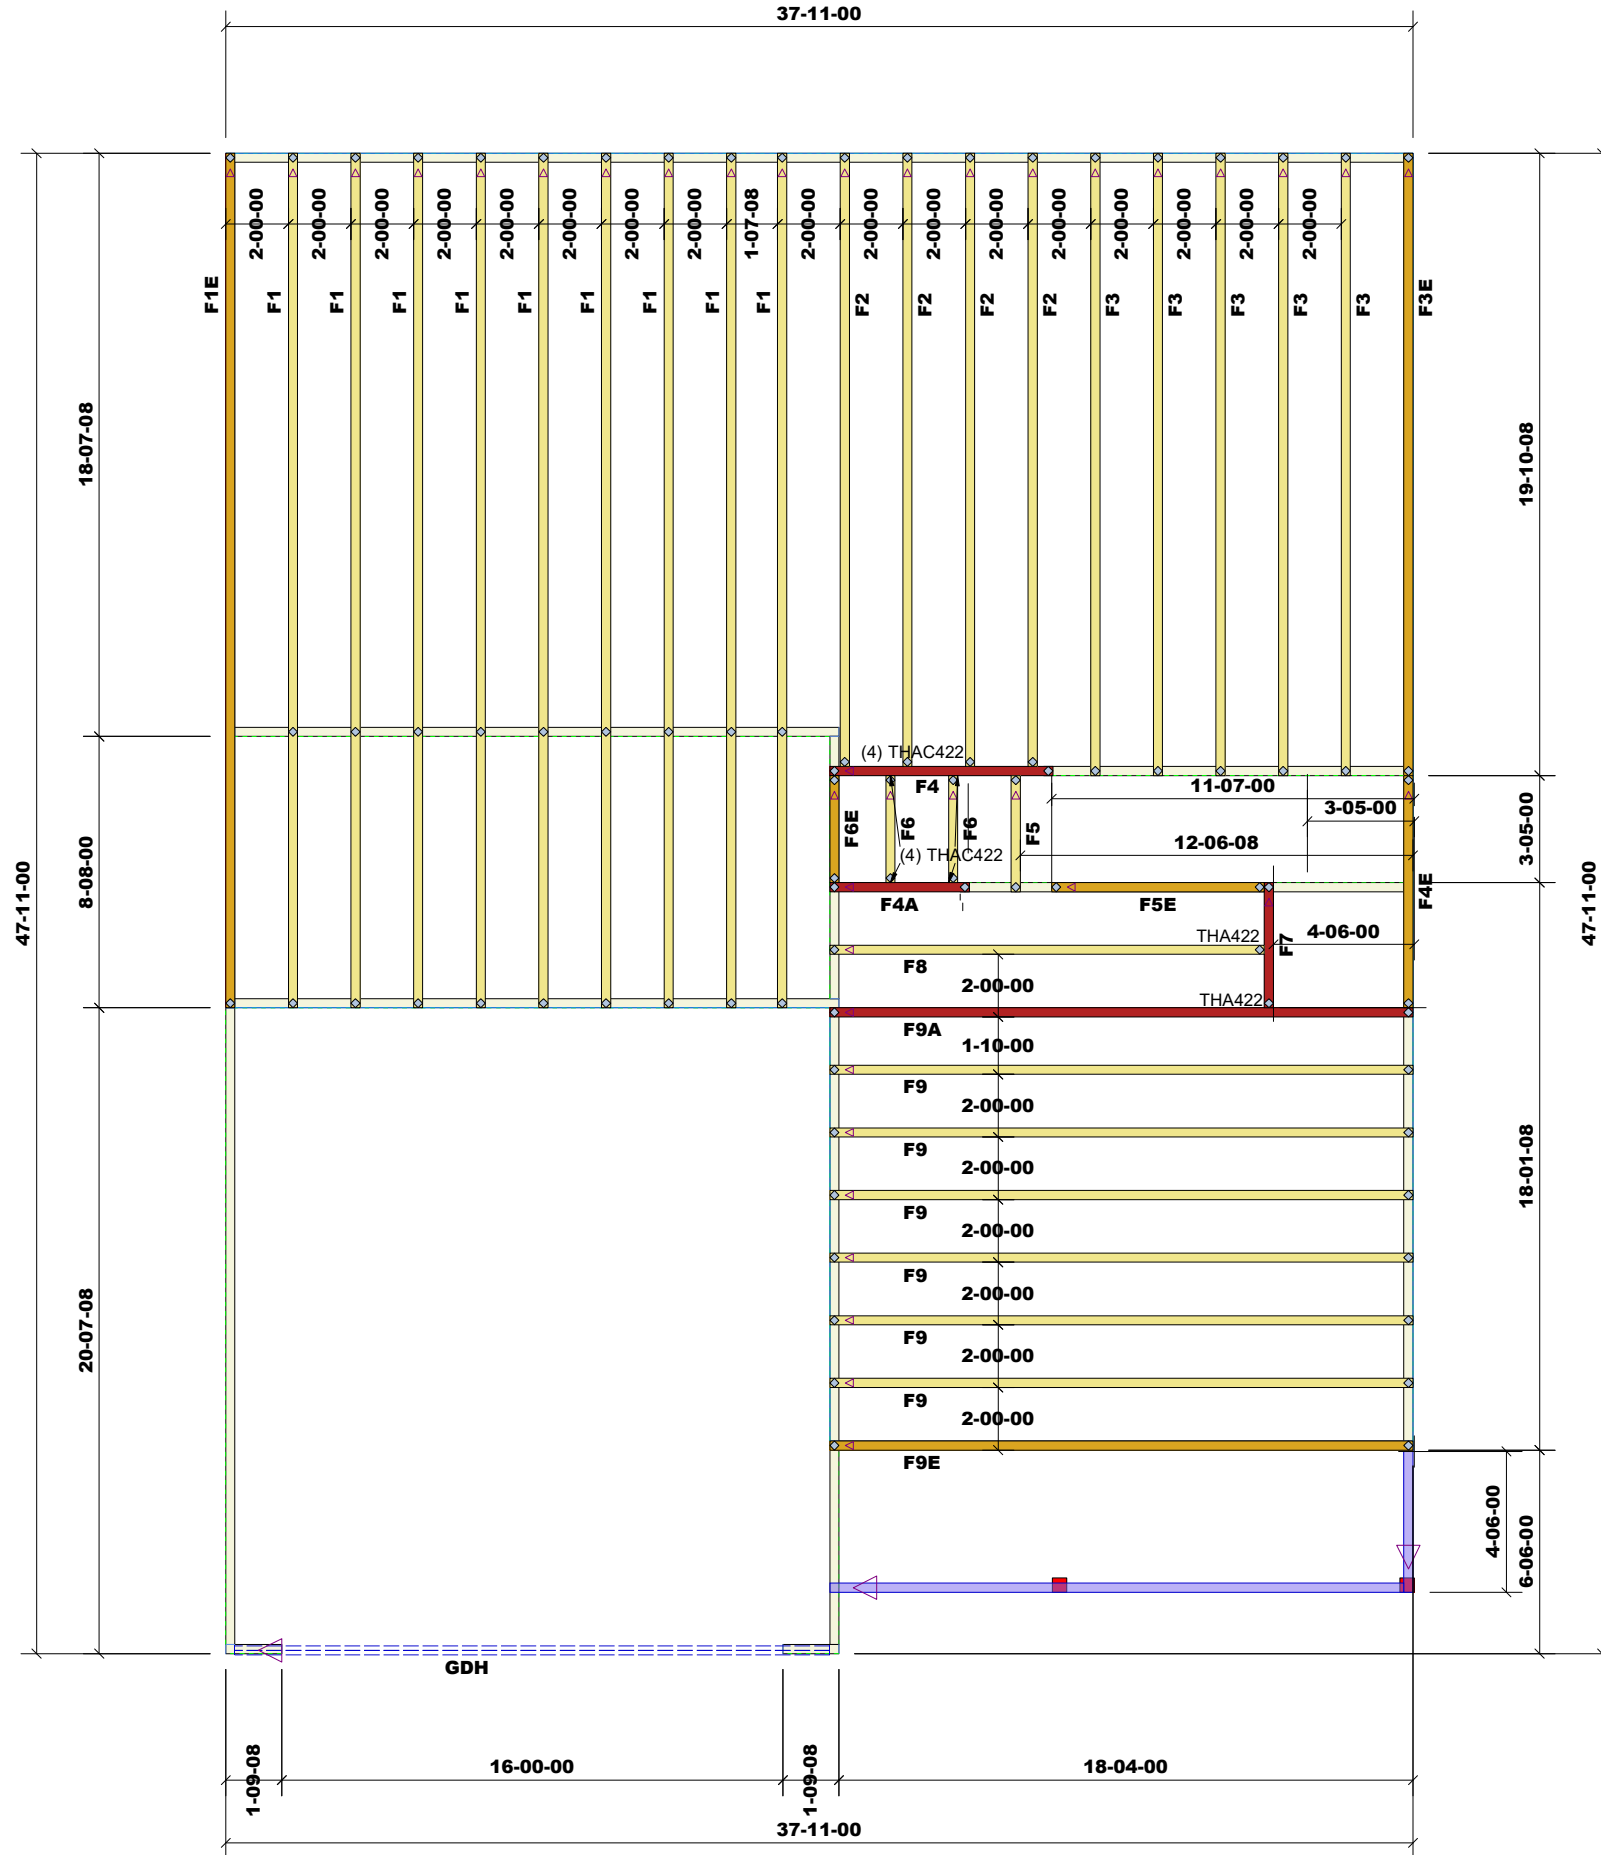 37-11-00
2-00-00
2-00-00
2-00-00
2-00-00
2-00-00
2-00-00
2-00-00
2-00-00
1-07-08
2-00-00
2-00-00
2-00-00
2-00-00
2-00-00
2-00-00
2-00-00
2-00-00
2-00-00
F1E
F1
F1
F1
F1
F1
F1
F1
F1
F1
F2
F2
F2
F2
F3
F3
F3
F3
F3
F3E
18-07-08
19-10-08
(4) THAC422
F4
11-07-00
3-05-00
F6E
F6
F6
F5
12-06-08
3-05-00
(4) THAC422
8-08-00
47-11-00
47-11-00
F4A
F5E
F4E
THA422
F7
4-06-00
F8
2-00-00
THA422
F9A
1-10-00
F9
2-00-00
F9
2-00-00
F9
2-00-00
F9
2-00-00
F9
2-00-00
F9
2-00-00
F9E
18-01-08
20-07-08
4-06-00
6-06-00
GDH
1-09-08
16-00-00
1-09-08
18-04-00
37-11-00